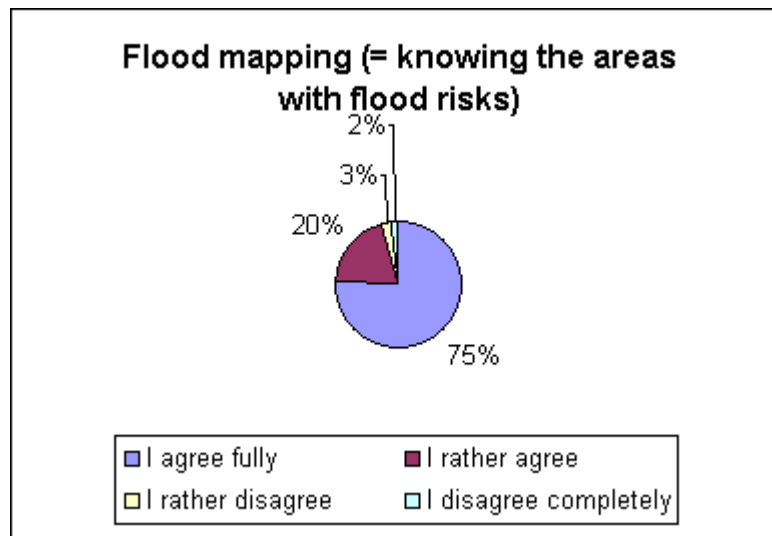 Flood mapping (= knowing the areas
with flood risks)
2%
3%
20%
75%
I agree fully
I rather agree
I rather disagree
I disagree completely